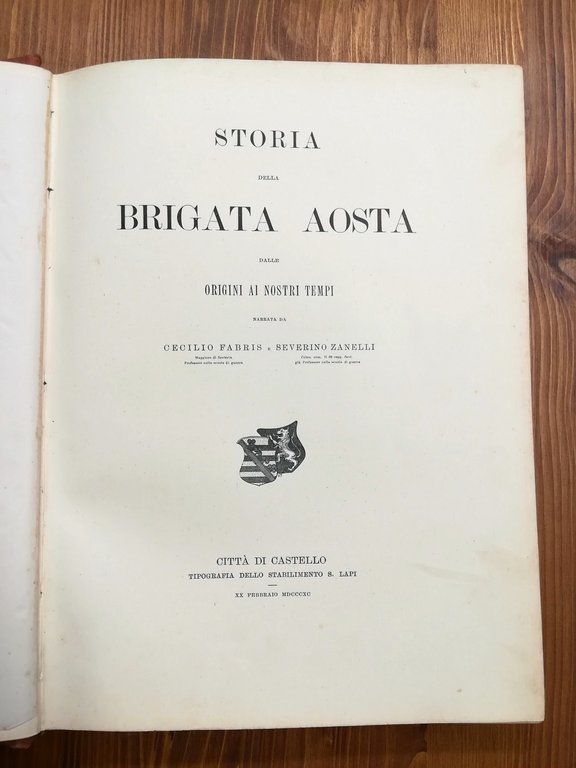 STORIA
DELLA
BRIGATA AOSTA
DALLE
ORIGINI AI NOSTRI TEMPI
NARRATA DA
CECILIO FABRIS E SEVERINO ZANELLI
Maggiore di fanteria
Professore nella scuola di guerra
già Professore nella scuola di guerra
CITTÀ DI CASTELLO
TIPOGRAFIA DELLO STABILIMENTO S. LAPI
XX FEBBRAIO MDCCCXC